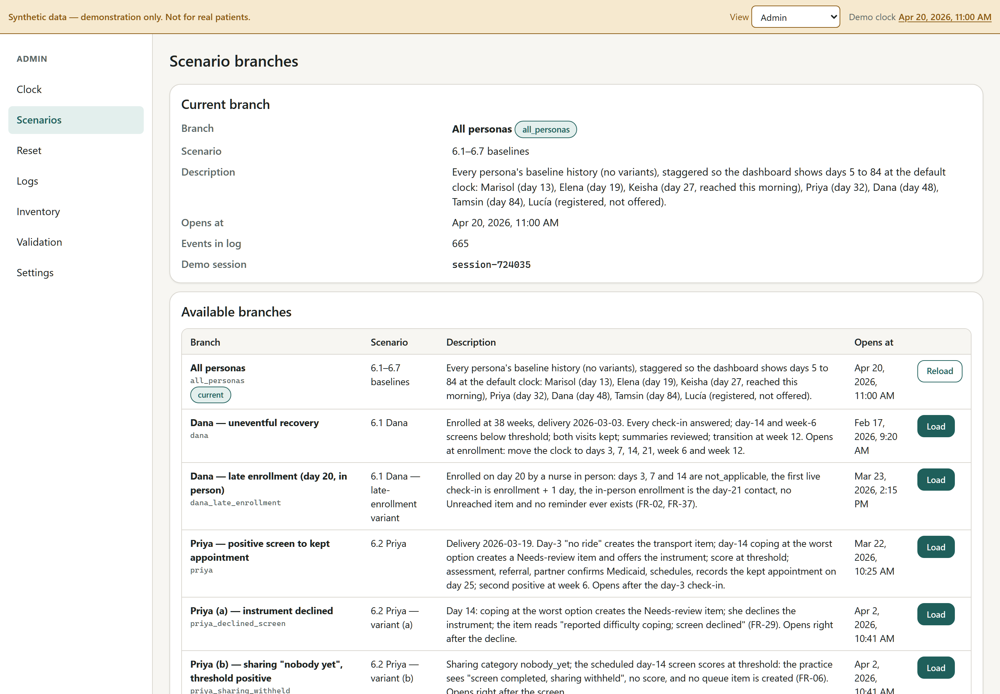 Synthetic data — demonstration only. Not for real patients.
View Admin Demo clock Apr 20, 2026, 11:00 AM
ADMIN
Clock
Scenarios
Reset
Logs
Inventory
Validation
Settings
Scenario branches
Current branch
Branch All personas all_personas
Scenario 6.1–6.7 baselines
Description Every persona's baseline history (no variants), staggered so the dashboard shows days 5 to 84 at the default
clock: Marisol (day 13), Elena (day 19), Keisha (day 27, reached this morning), Priya (day 32), Dana (day 48),
Tamsin (day 84), Lucía (registered, not offered).
Opens at Apr 20, 2026, 11:00 AM
Events in log 665
Demo session session-724035
Available branches
Branch Scenario Description Opens at
All personas
all_personas
current
6.1–6.7
baselines
Every persona's baseline history (no variants), staggered so the dashboard shows days 5 to
84 at the default clock: Marisol (day 13), Elena (day 19), Keisha (day 27, reached this
morning), Priya (day 32), Dana (day 48), Tamsin (day 84), Lucía (registered, not offered).
Apr 20,
2026,
11:00 AM
Reload
Dana — uneventful recovery
dana
6.1 Dana
Enrolled at 38 weeks, delivery 2026-03-03. Every check-in answered; day-14 and week-6
screens below threshold; both visits kept; summaries reviewed; transition at week 12. Opens
at enrollment: move the clock to days 3, 7, 14, 21, week 6 and week 12.
Feb 17,
2026, 9:20
AM
Load
Dana — late enrollment (day 20, in
person)
dana_late_enrollment
6.1 Dana —
late-
enrollment
variant
Enrolled on day 20 by a nurse in person: days 3, 7 and 14 are not_applicable, the first live
check-in is enrollment + 1 day, the in-person enrollment is the day-21 contact, no
Unreached item and no reminder ever exists (FR-02, FR-37).
Mar 23,
2026, 2:15
PM
Load
Priya — positive screen to kept
appointment
priya
6.2 Priya
Delivery 2026-03-19. Day-3 "no ride" creates the transport item; day-14 coping at the worst
option creates a Needs-review item and offers the instrument; score at threshold;
assessment, referral, partner confirms Medicaid, schedules, records the kept appointment on
day 25; second positive at week 6. Opens after the day-3 check-in.
Mar 22,
2026,
10:25 AM
Load
Priya (a) — instrument declined
priya_declined_screen
6.2 Priya —
variant (a)
Day 14: coping at the worst option creates the Needs-review item; she declines the
instrument; the item reads "reported difficulty coping; screen declined" (FR-29). Opens right
after the decline.
Apr 2,
2026,
10:41 AM
Load
Priya (b) — sharing "nobody yet",
threshold positive
priya_sharing_withheld
6.2 Priya —
variant (b)
Sharing category nobody_yet; the scheduled day-14 screen scores at threshold: the practice
sees "screen completed, sharing withheld", no score, and no queue item is created (FR-06).
Opens right after the screen.
Apr 2,
2026,
10:41 AM
Load